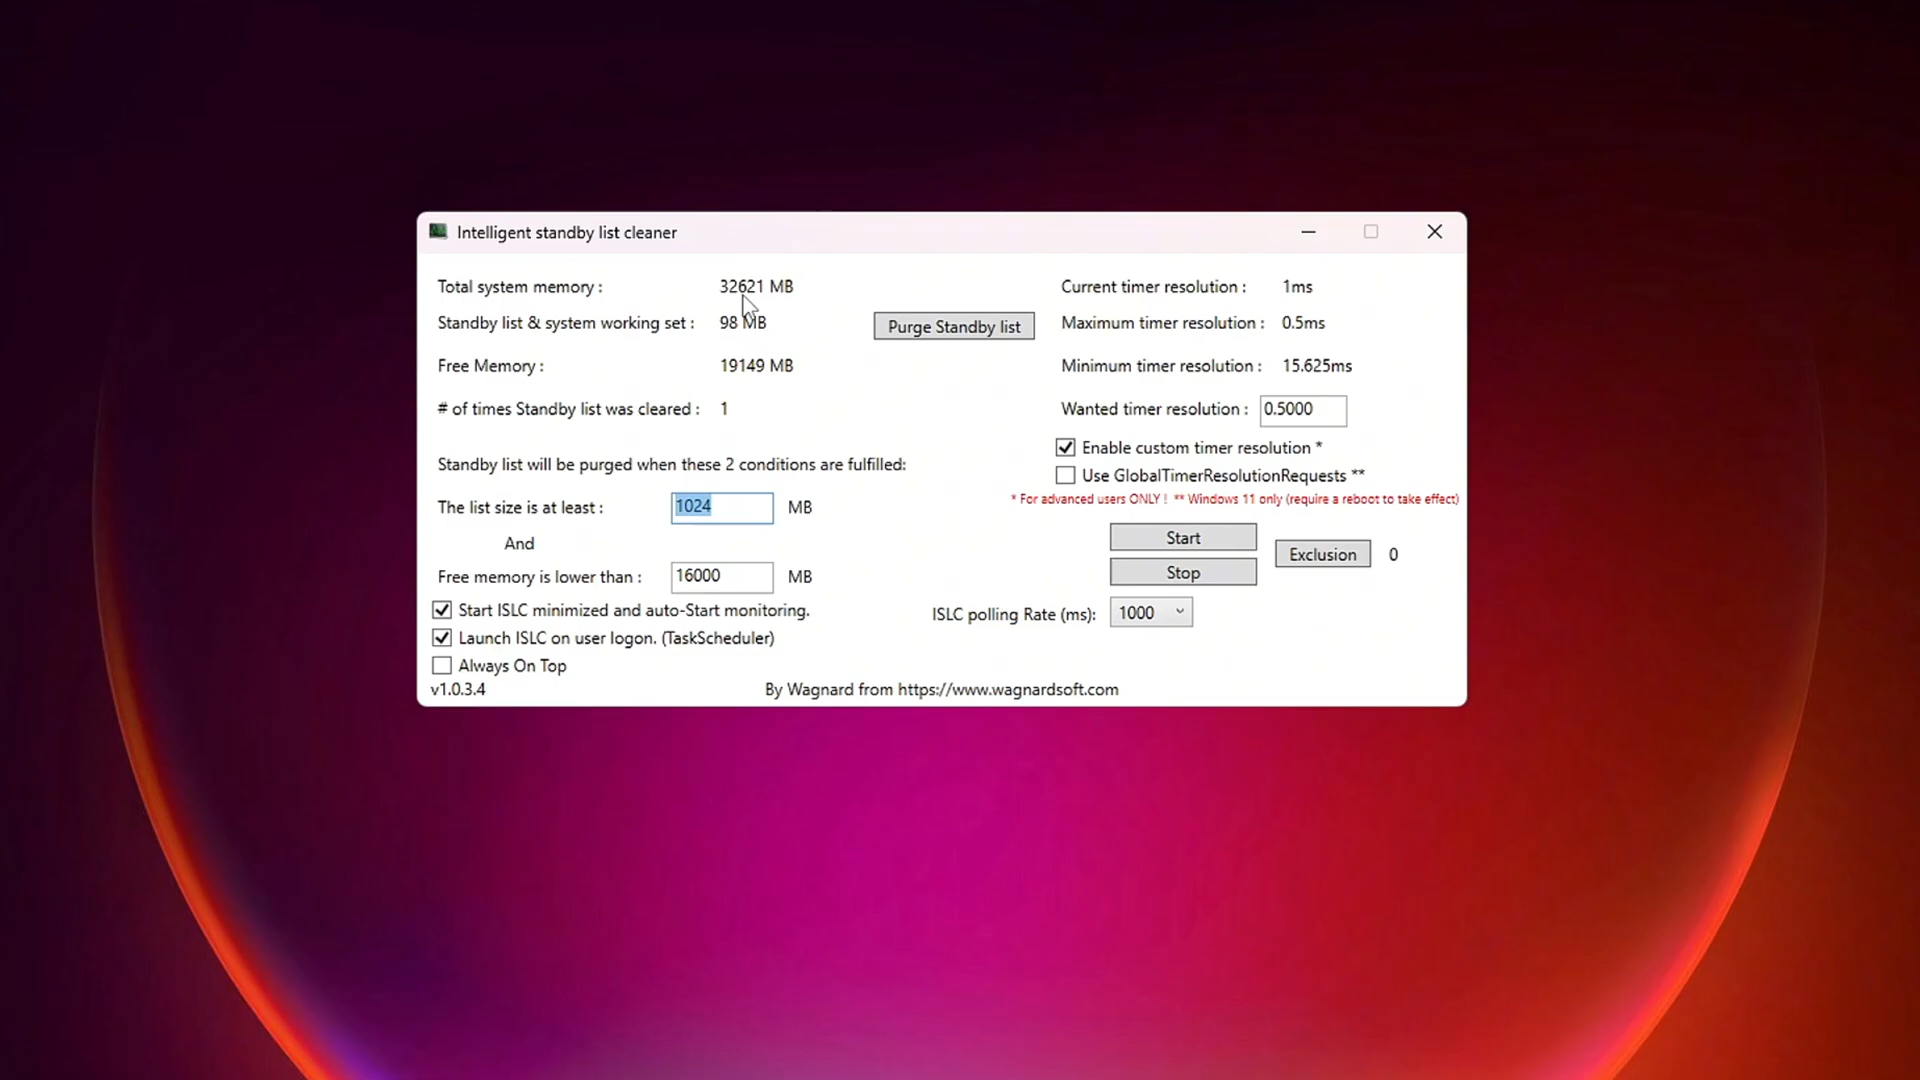 Intelligent standby list cleaner
Total system memory : 32621 MB
Standby list & system working set : 98 MB
Purge Standby list
Free Memory : 19149 MB
# of times Standby list was cleared : 1
Standby list will be purged when these 2 conditions are fulfilled:
The list size is at least : 1024 MB
And
Free memory is lower than : 16000 MB
Start ISLC minimized and auto-Start monitoring.
Launch ISLC on user logon. (TaskScheduler)
Always On Top
Current timer resolution : 1ms
Maximum timer resolution : 0.5ms
Minimum timer resolution : 15.625ms
Wanted timer resolution : 0.5000
Enable custom timer resolution *
Use GlobalTimerResolutionRequests **
* For advanced users ONLY ! ** Windows 11 only (require a reboot to take effect)
Start
Stop
Exclusion 0
ISLC polling Rate (ms): 1000
v1.0.3.4
By Wagnard from https://www.wagnardsoft.com